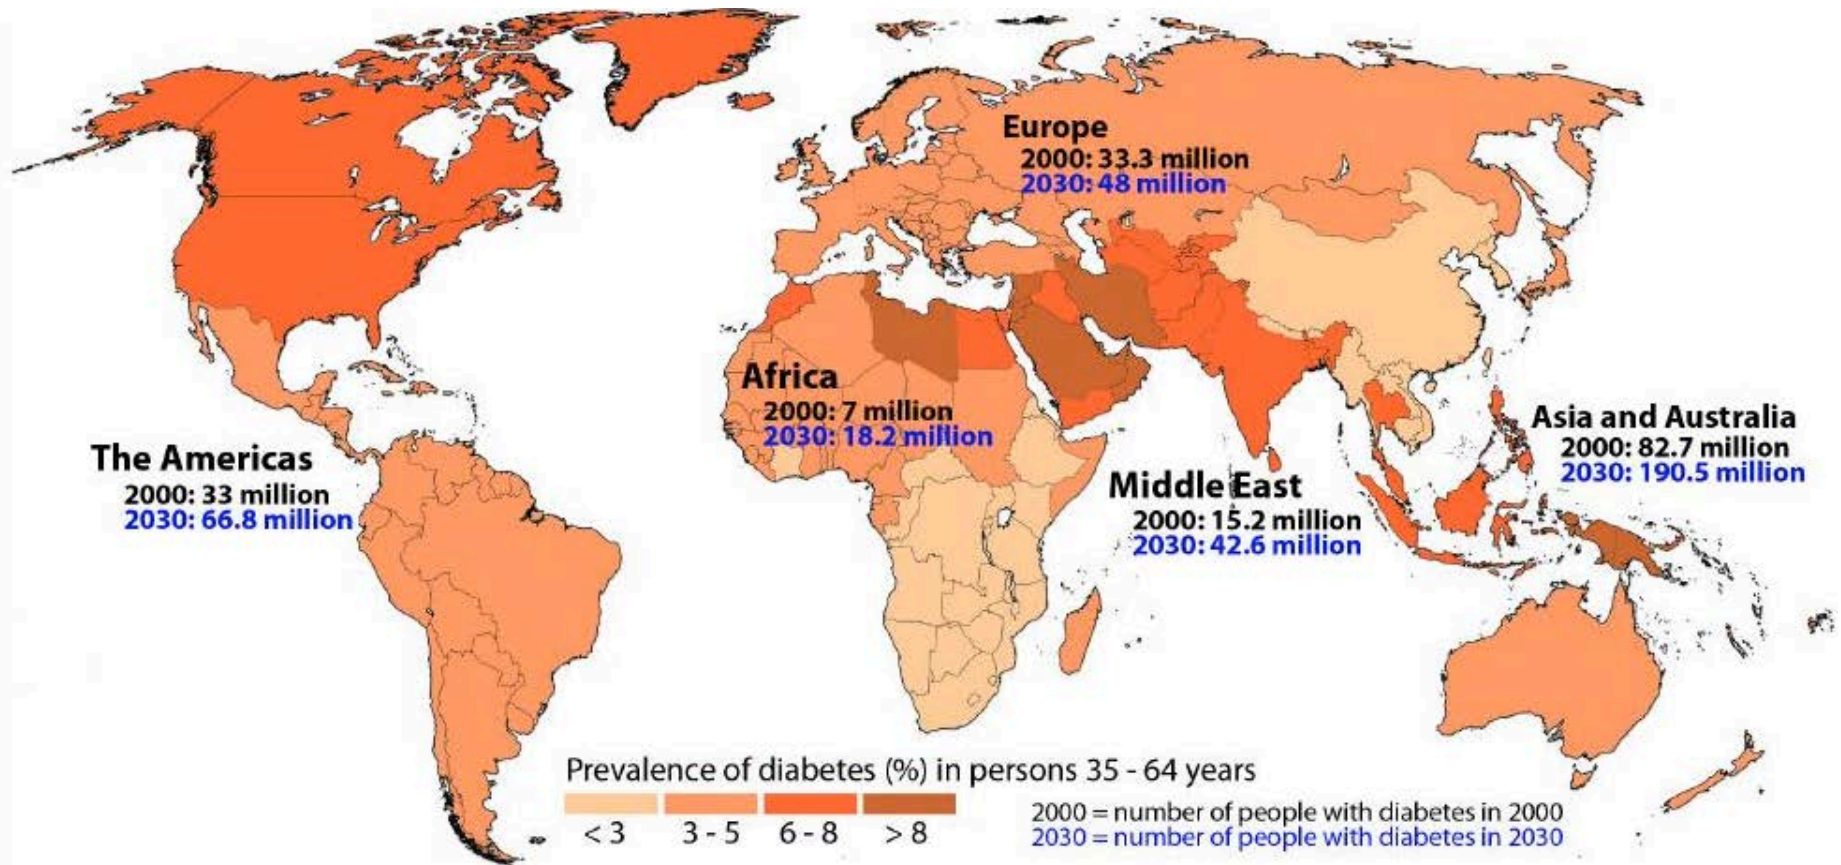 Europe
2000: 33.3 million
2030: 48 million
Africa
2000: 7 million
2030: 18.2 million
The Americas
2000: 33 million
2030: 66.8 million
Middle East
2000: 15.2 million
2030: 42.6 million
Asia and Australia
2000: 82.7 million
2030: 190.5 million
Prevalence of diabetes (%) in persons 35 - 64 years
< 3 3 - 5 6 - 8 > 8
2000 = number of people with diabetes in 2000
2030 = number of people with diabetes in 2030